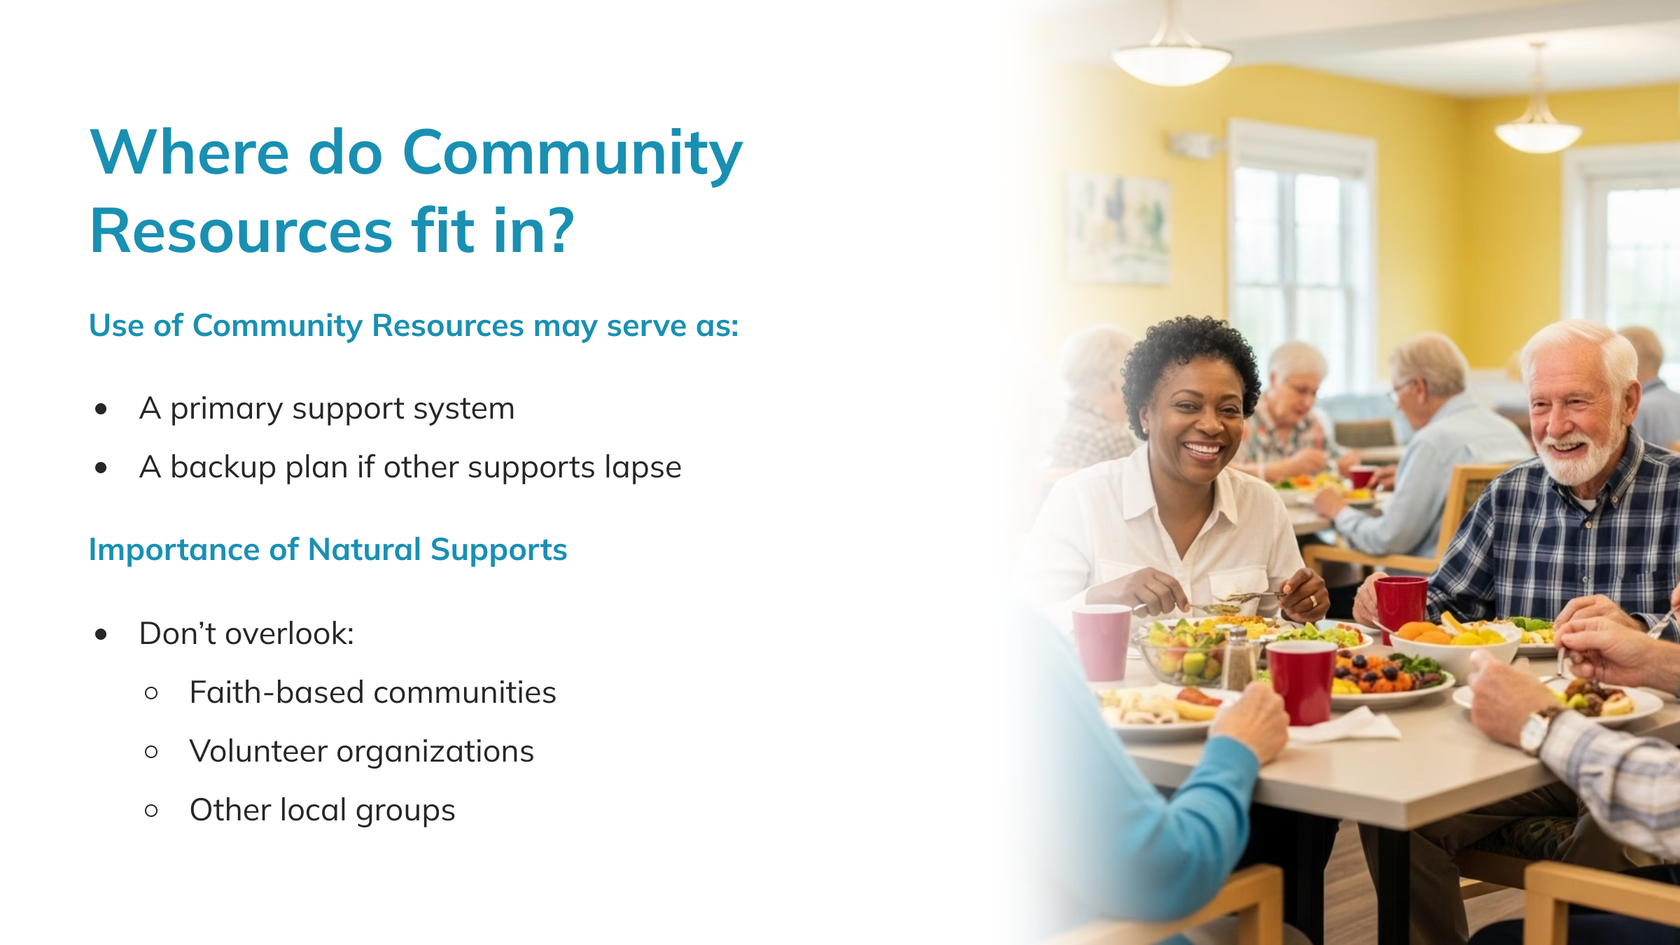 Where do Community
Resources fit in?
Use of Community Resources may serve as:
• A primary support system
• A backup plan if other supports lapse
Importance of Natural Supports
• Don’t overlook:
○ Faith-based communities
○ Volunteer organizations
○ Other local groups